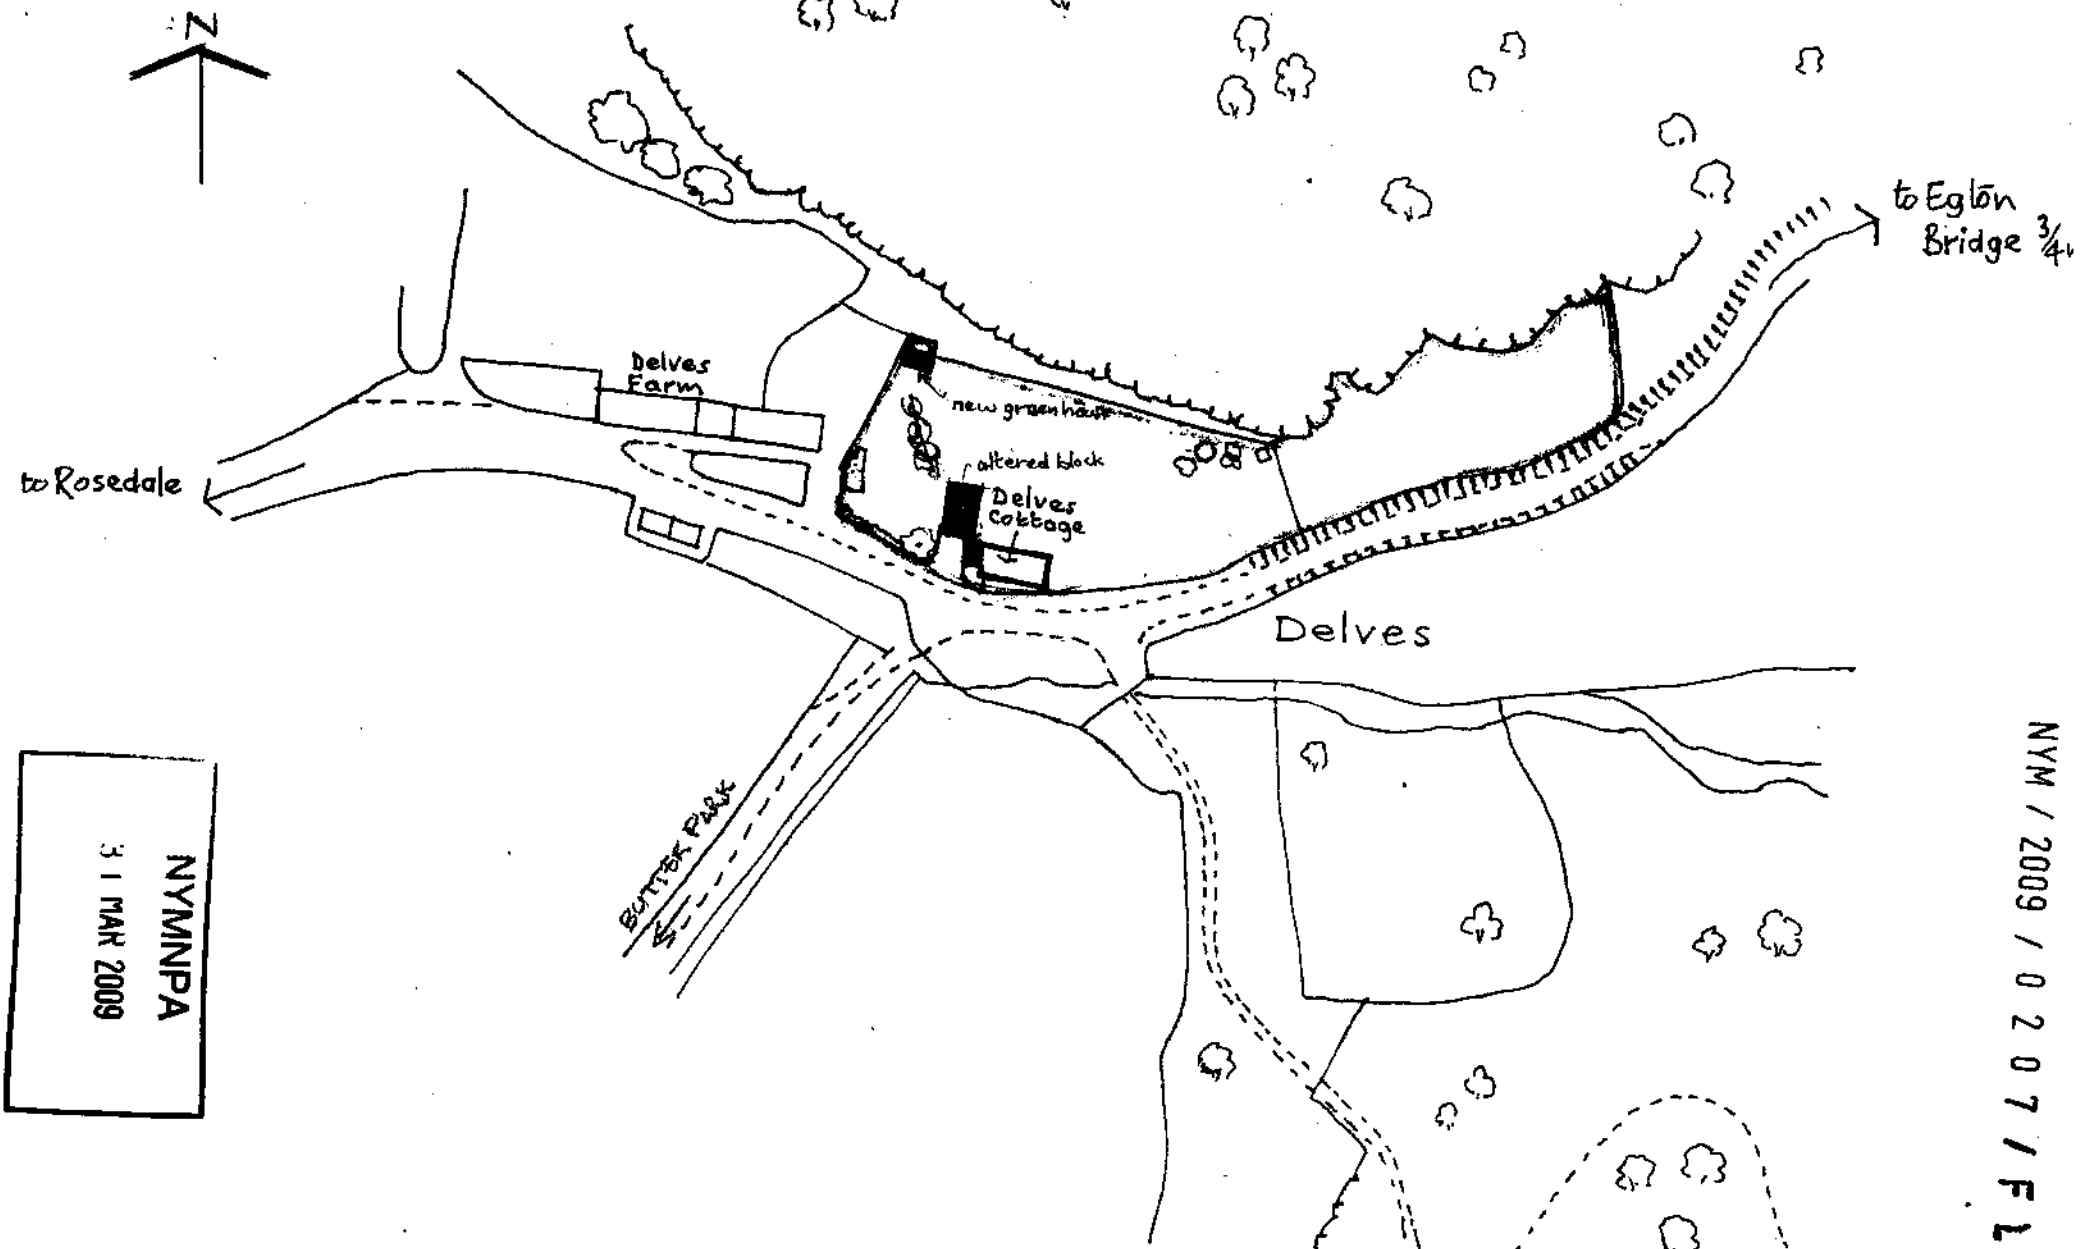 N
to Eglon
Bridge 3/4
Delves
Farm
new greenhouse
to Rosedale
altered block
Delves
Cottage
Delves
BUTTER PARK
NYMNPA
31 MAR 2009
NYM / 2009 / 0207 / FL